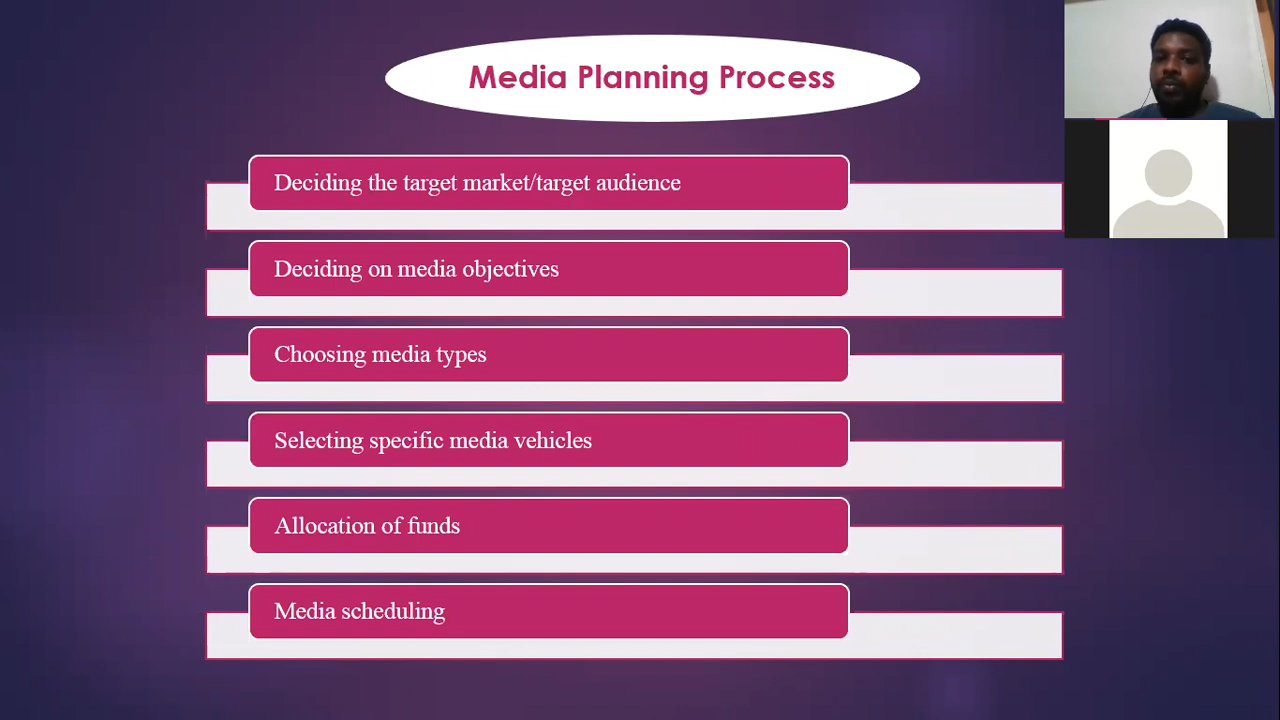 Media Planning Process
Deciding the target market/target audience
Deciding on media objectives
Choosing media types
Selecting specific media vehicles
Allocation of funds
Media scheduling